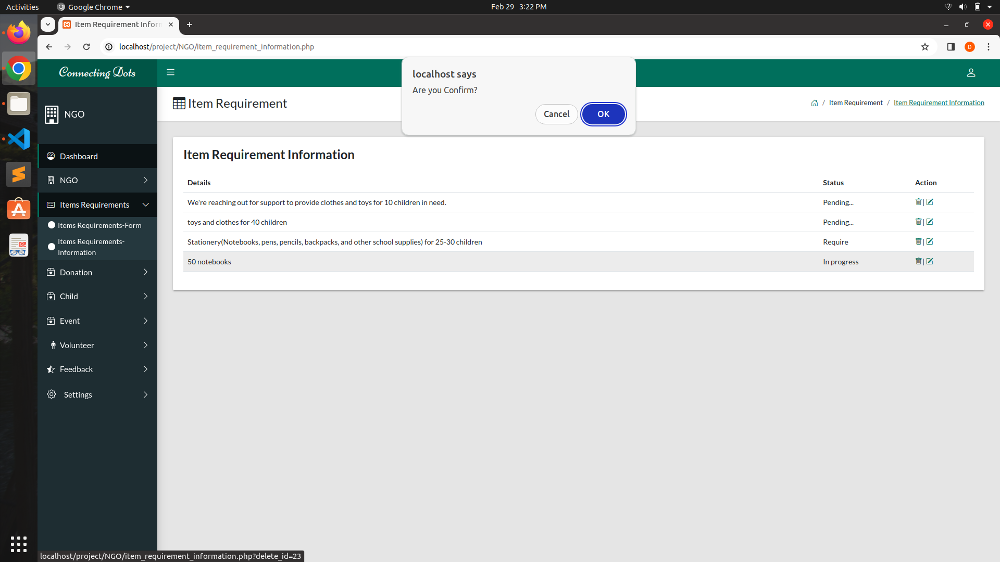 Activities
Google Chrome
Feb 29 3:22 PM
Item Requirement Inforn
localhost/project/NGO/item_requirement_information.php
D
Connecting Dots
localhost says
Are you Confirm?
Cancel
OK
NGO
Item Requirement
/ Item Requirement / Item Requirement Information
Dashboard
NGO
Items Requirements
Items Requirements-Form
Items Requirements-
Information
Donation
Child
Event
Volunteer
Feedback
Settings
Item Requirement Information
Details Status Action
We're reaching out for support to provide clothes and toys for 10 children in need. Pending... |
toys and clothes for 40 children Pending... |
Stationery(Notebooks, pens, pencils, backpacks, and other school supplies) for 25-30 children Require |
50 notebooks In progress |
localhost/project/NGO/item_requirement_information.php?delete_id=23